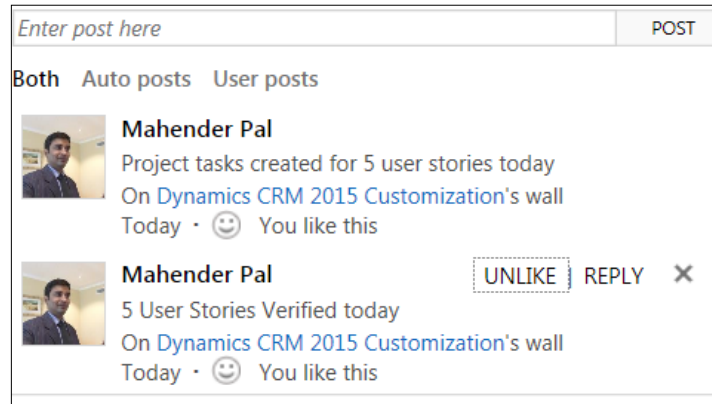 Enter post here POST
Both Auto posts User posts
Mahender Pal
Project tasks created for 5 user stories today
On Dynamics CRM 2015 Customization's wall
Today · You like this
Mahender Pal UNLIKE REPLY ✕
5 User Stories Verified today
On Dynamics CRM 2015 Customization's wall
Today · You like this